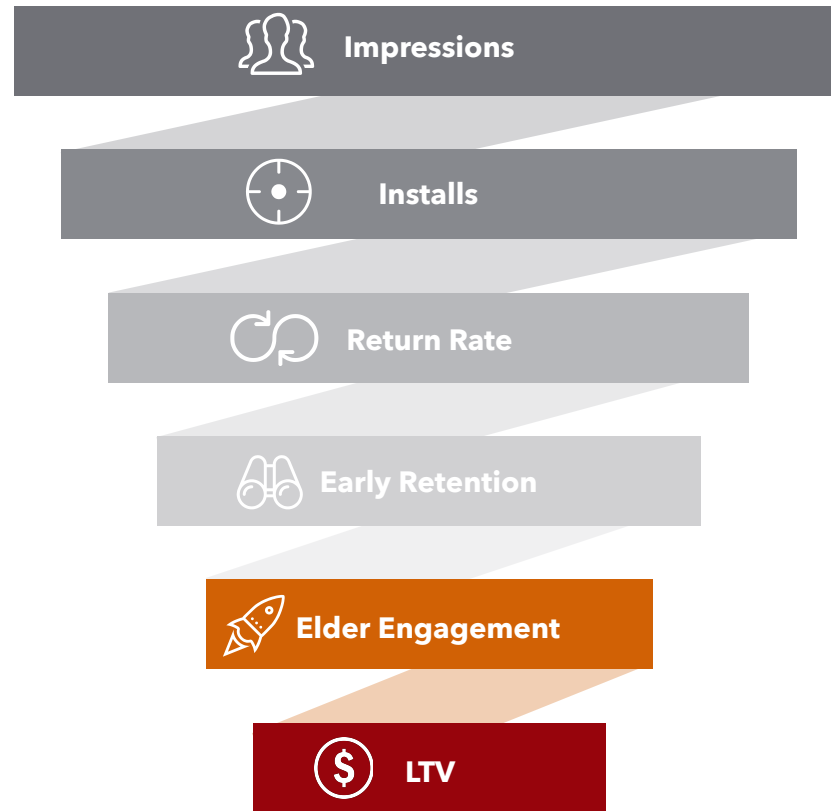 Impressions
Installs
Return Rate
Early Retention
Elder Engagement
$ LTV